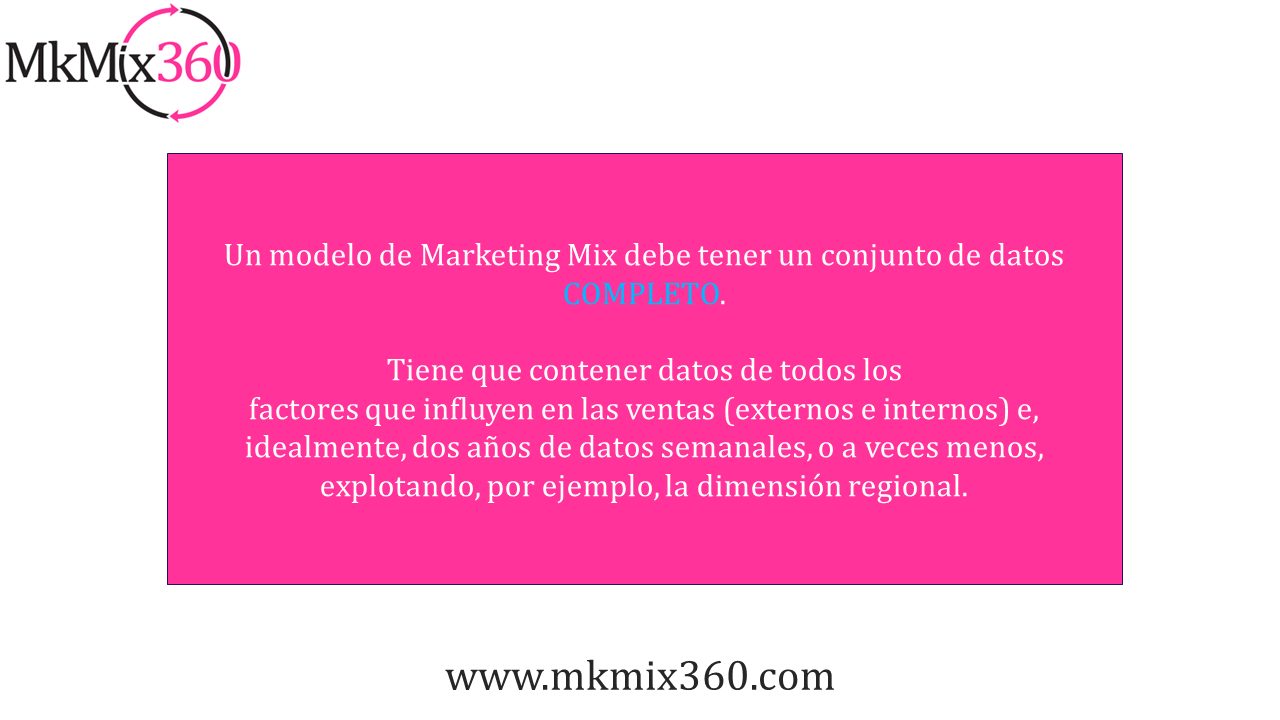 MkMix360
Un modelo de Marketing Mix debe tener un conjunto de datos
COMPLETO.
Tiene que contener datos de todos los
factores que influyen en las ventas (externos e internos) e,
idealmente, dos años de datos semanales, o a veces menos,
explotando, por ejemplo, la dimensión regional.
www.mkmix360.com